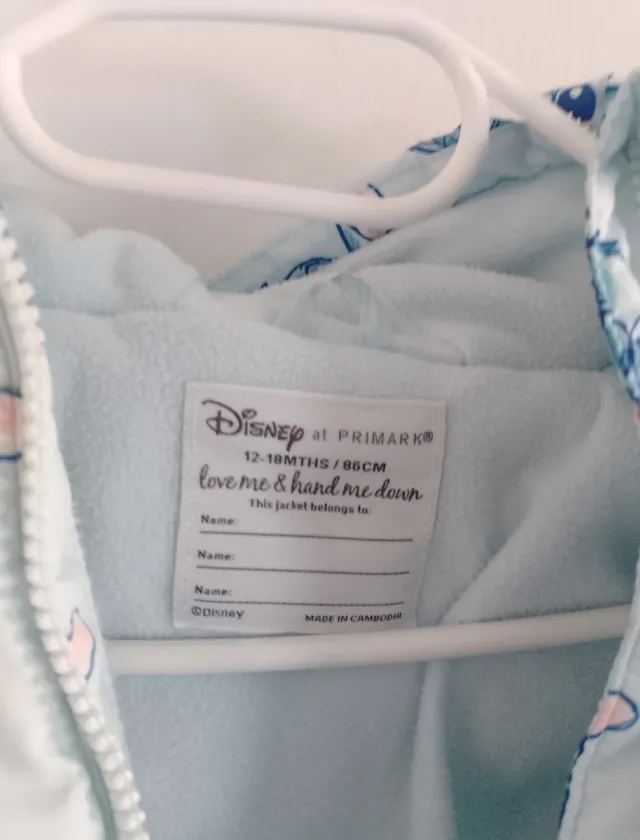 Disney at PRIMARK®
12-18MTHS / 86CM
love me & hand me down
This jacket belongs to:
Name:
Name:
Name:
©Disney MADE IN CAMBODIA